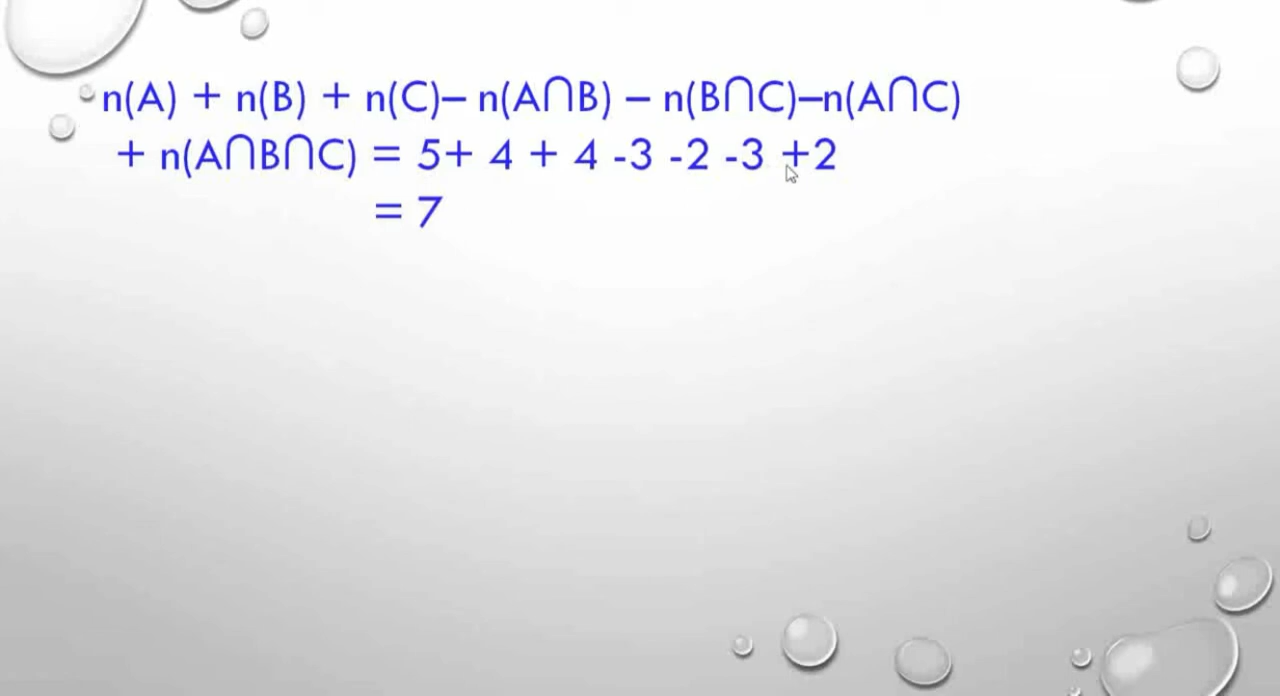 n(A) + n(B) + n(C)– n(A⋂B) – n(B⋂C)–n(A⋂C)
+ n(A⋂B⋂C) = 5+ 4 + 4 -3 -2 -3 +2
= 7